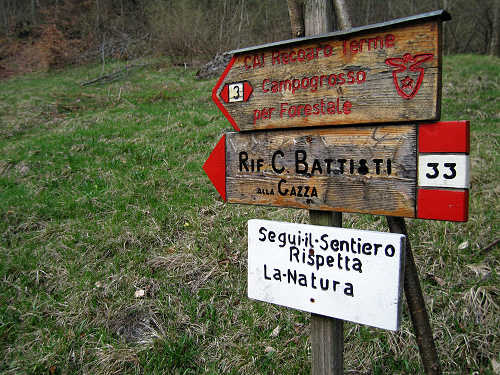 CAI Recoaro Terme
3 Campogrosso
per Forestale
Rif. C. Battisti
alla Gazza
33
Segui-il-Sentiero
Rispetta
La-Natura